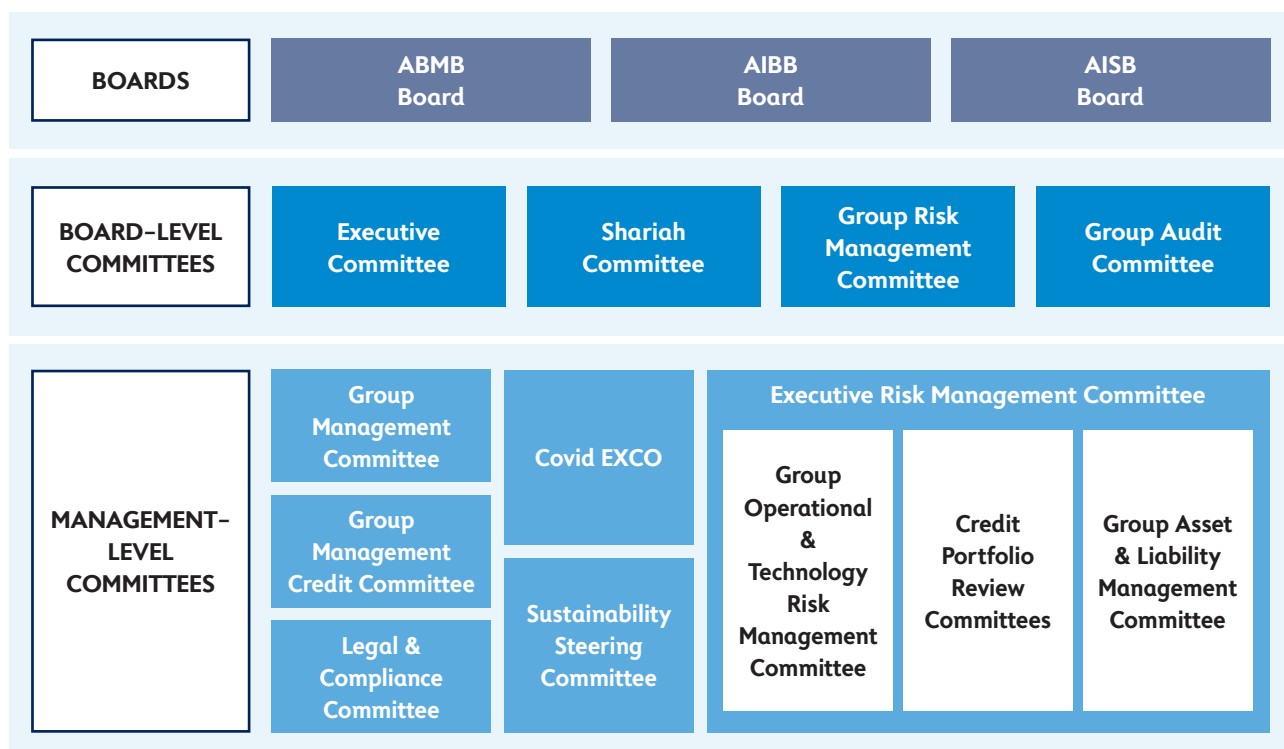 BOARDS
ABMB
Board
AIBB
Board
AISB
Board
BOARD-LEVEL
COMMITTEES
Executive
Committee
Shariah
Committee
Group Risk
Management
Committee
Group Audit
Committee
MANAGEMENT-
LEVEL
COMMITTEES
Group
Management
Committee
Group
Management
Credit Committee
Legal &
Compliance
Committee
Covid EXCO
Sustainability
Steering
Committee
Executive Risk Management Committee
Group
Operational
&
Technology
Risk
Management
Committee
Credit
Portfolio
Review
Committees
Group Asset
& Liability
Management
Committee